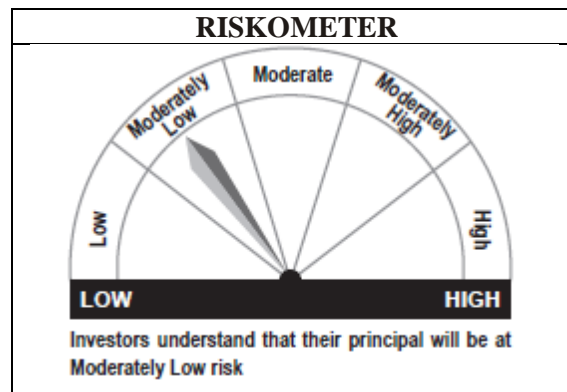 RISKOMETER
Low
Moderately
Low
Moderate
Moderately
High
High
LOW
HIGH
Investors understand that their principal will be at
Moderately Low risk